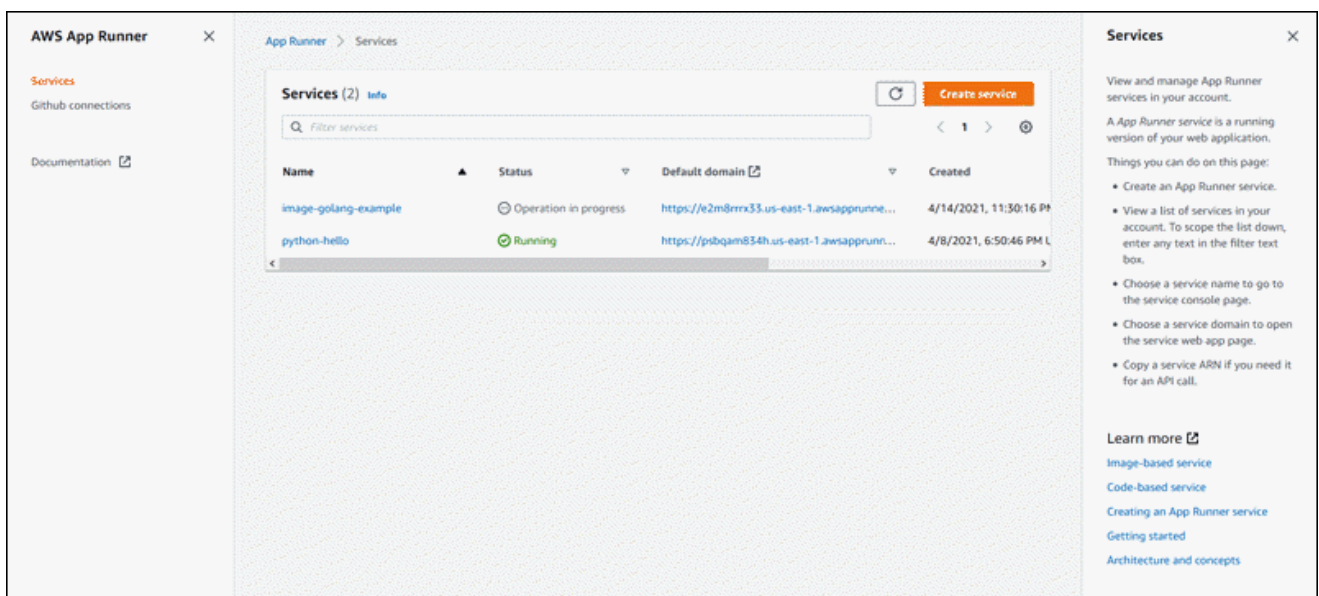 AWS App Runner
Services
Github connections
Documentation
App Runner > Services
Services (2) Info
Create service
Filter services
< 1 >
Name Status Default domain Created
image-golang-example Operation in progress https://e2m8rrrx33.us-east-1.awsapprunne... 4/14/2021, 11:30:16 PM
python-hello Running https://psbqam834h.us-east-1.awsapprunn... 4/8/2021, 6:50:46 PM U
Services
View and manage App Runner
services in your account.
A App Runner service is a running
version of your web application.
Things you can do on this page:
• Create an App Runner service.
• View a list of services in your
account. To scope the list down,
enter any text in the filter text
box.
• Choose a service name to go to
the service console page.
• Choose a service domain to open
the service web app page.
• Copy a service ARN if you need it
for an API call.
Learn more
Image-based service
Code-based service
Creating an App Runner service
Getting started
Architecture and concepts